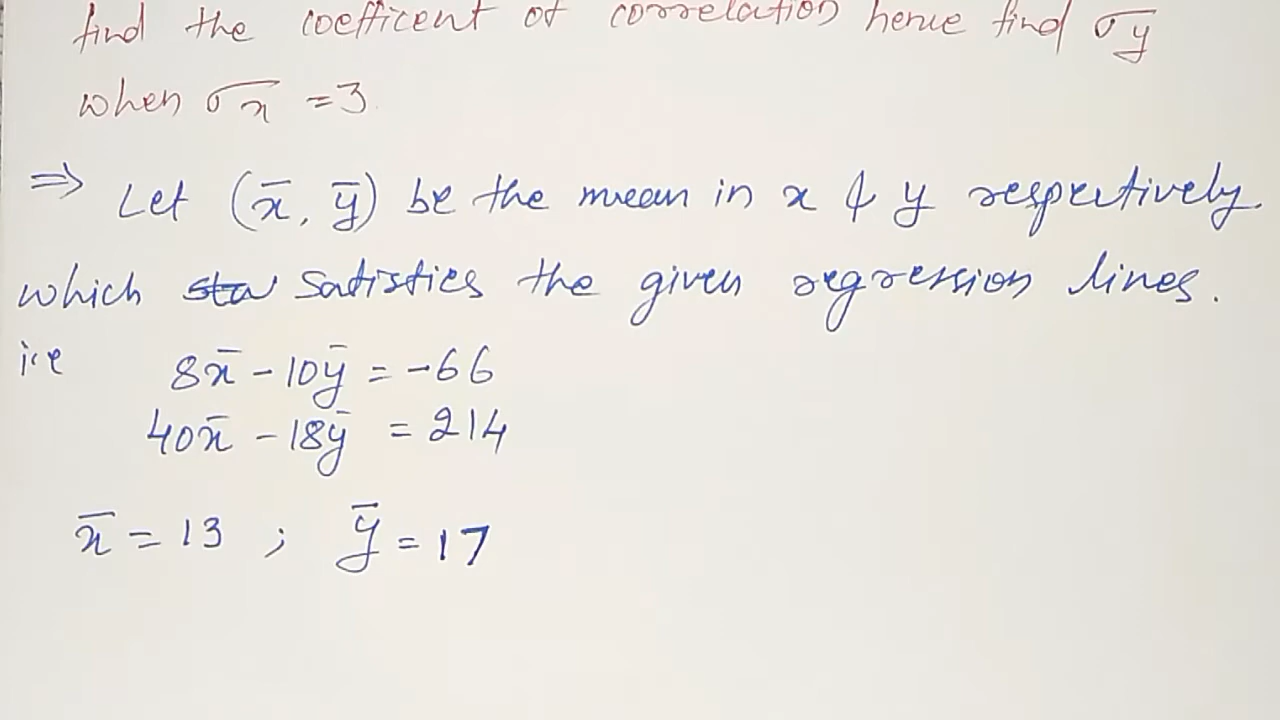 find the coefficent of correlation hence find σy
when σx = 3
⇒ Let (x̄, ȳ) be the mean in x & y respectively.
which satisfies the given regression lines.
i.e 8x̄ - 10ȳ = -66
40x̄ - 18ȳ = 214
x̄ = 13 ; ȳ = 17